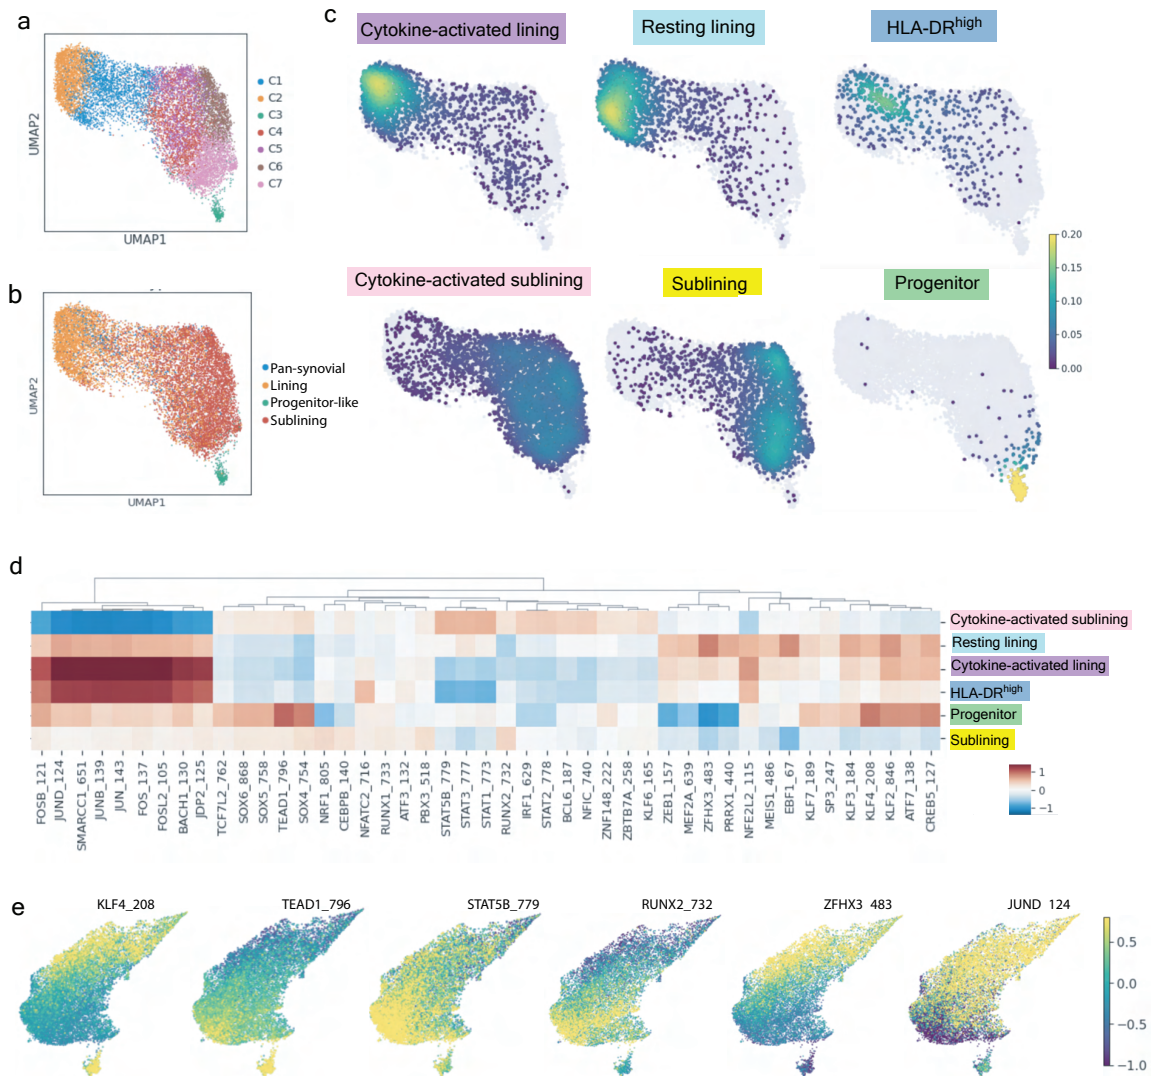 a
UMAP2
UMAP1
C1
C2
C3
C4
C5
C6
C7
b
UMAP2
UMAP1
Pan-synovial
Lining
Progenitor-like
Sublining
c
Cytokine-activated lining
Resting lining
HLA-DRhigh
Cytokine-activated sublining
Sublining
Progenitor
0.20
0.15
0.10
0.05
0.00
d
Cytokine-activated sublining
Resting lining
Cytokine-activated lining
HLA-DRhigh
Progenitor
Sublining
FOSB_121
JUND_124
SMARCC1_651
JUNB_139
JUN_143
FOS_137
FOSL2_105
BACH1_130
JDP2_125
TCF7L2_762
SOX6_868
SOX5_758
TEAD1_796
SOX4_754
NRF1_805
CEBPB_140
NFATC2_716
RUNX1_733
ATF3_132
PBX3_518
STAT5B_779
STAT3_777
STAT1_773
RUNX2_732
IRF1_629
STAT2_778
BCL6_187
NFIC_740
ZNF148_222
ZBTB7A_258
KLF6_165
ZEB1_157
MEF2A_639
ZFHX3_483
PRRX1_440
NFE2L2_115
MEIS1_486
EBF1_67
KLF7_189
SP3_247
KLF3_184
KLF4_208
KLF2_846
ATF7_138
CREB5_127
1
0
−1
e
KLF4_208
TEAD1_796
STAT5B_779
RUNX2_732
ZFHX3_483
JUND_124
0.5
0.0
−0.5
−1.0